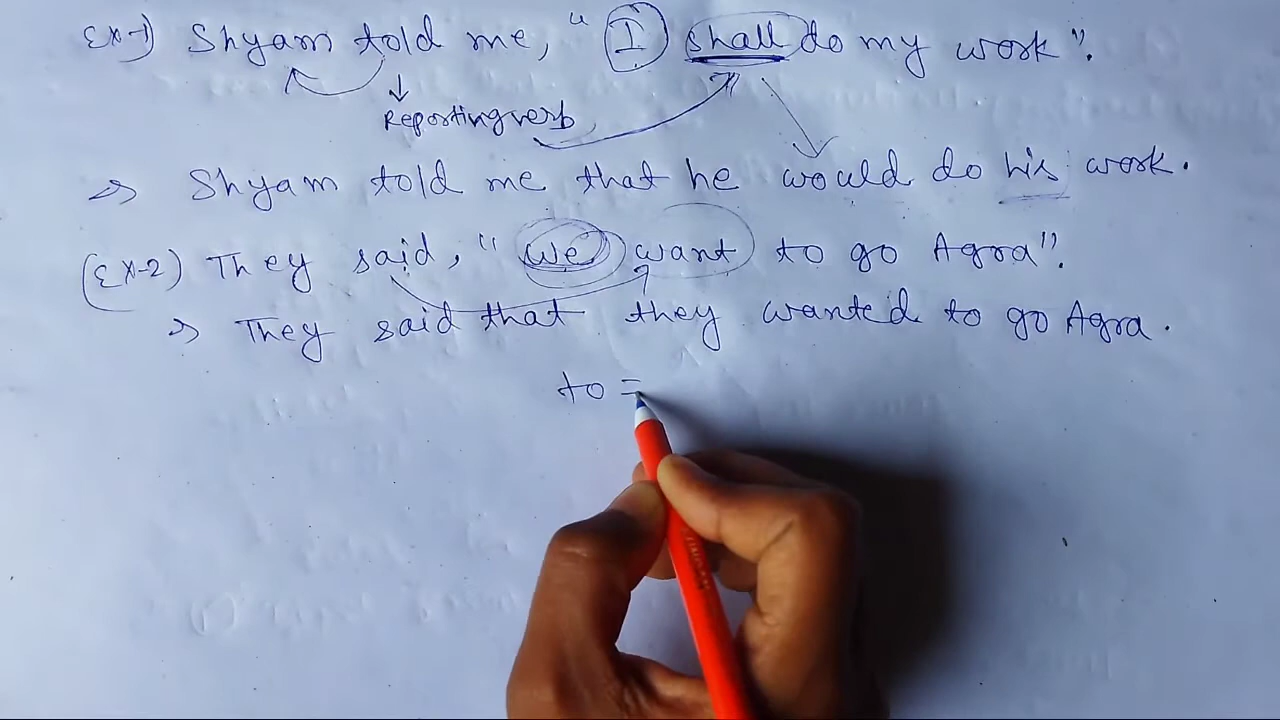 Ex-1) Shyam told me, "I shall do my work".
Reporting verb
⇒ Shyam told me that he would do his work.
(Ex-2) They said, "we want to go Agra".
⇒ They said that they wanted to go Agra.
to =